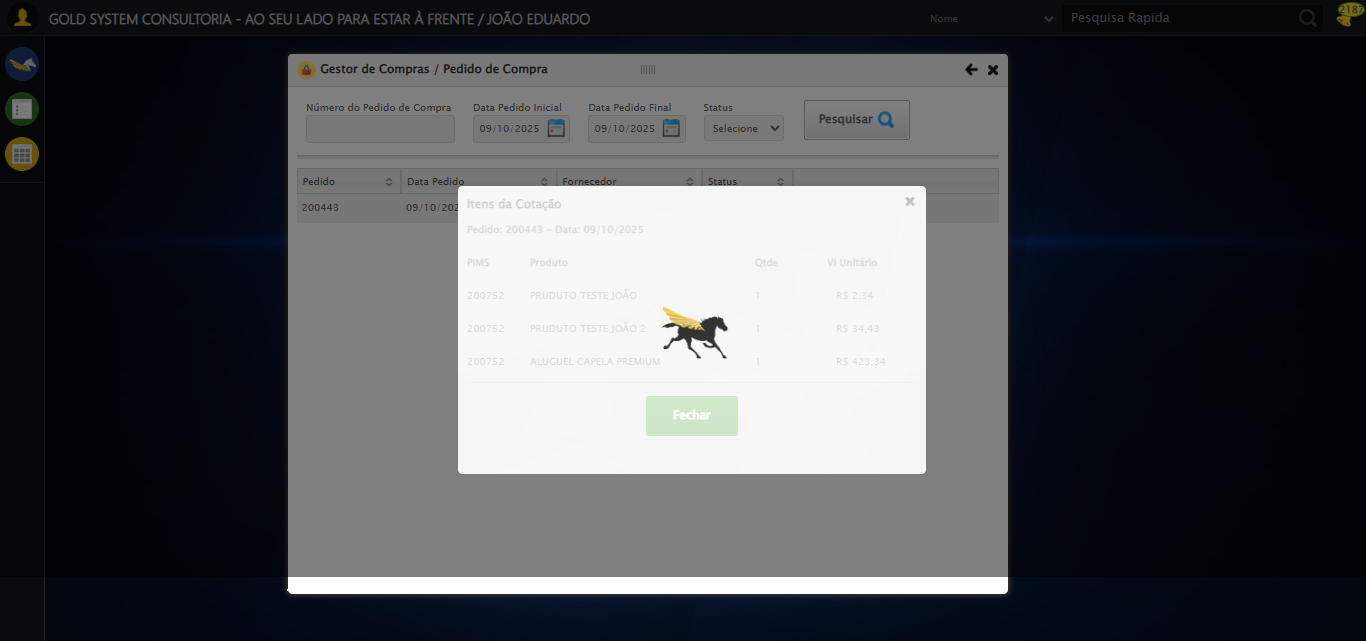 GOLD SYSTEM CONSULTORIA - AO SEU LADO PARA ESTAR À FRENTE / JOÃO EDUARDO
Nome
Pesquisa Rapida
2187
Gestor de Compras / Pedido de Compra
Número do Pedido de Compra
Data Pedido Inicial
Data Pedido Final
Status
09/10/2025
09/10/2025
Selecione
Pesquisar
Pedido Data Pedido Fornecedor Status
200443 09/10/202
Itens da Cotação
Pedido: 200443 - Data: 09/10/2025
PIMS Produto Qtde Vl Unitário
200752 PRUDUTO TESTE JOÃO 1 R$ 2,34
200752 PRUDUTO TESTE JOÃO 2 1 R$ 34,43
200752 ALUGUEL CAPELA PREMIUM 1 R$ 423,34
Fechar